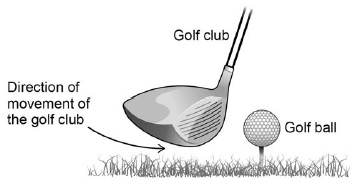 Golf club
Direction of
movement of
the golf club
Golf ball